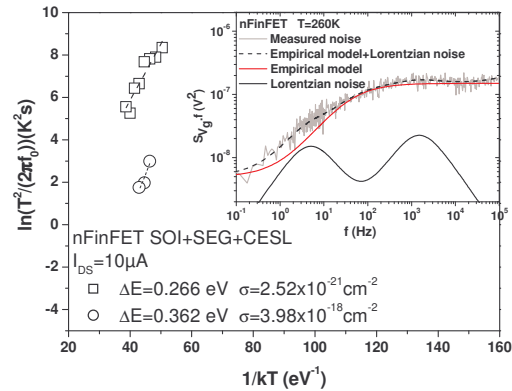 nFinFET T=260K
Measured noise
Empirical model+Lorentzian noise
Empirical model
Lorentzian noise
S_Vg.f (V²)
10⁻⁶
10⁻⁷
10⁻⁸
10⁻¹ 10⁰ 10¹ 10² 10³ 10⁴ 10⁵
f (Hz)
ln(T²/(2πf₀))(K²s)
10
8
6
4
2
0
-2
-4
nFinFET SOI+SEG+CESL
I_DS=10µA
ΔE=0.266 eV σ=2.52x10⁻²¹cm⁻²
ΔE=0.362 eV σ=3.98x10⁻¹⁸cm⁻²
20 40 60 80 100 120 140 160
1/kT (eV⁻¹)